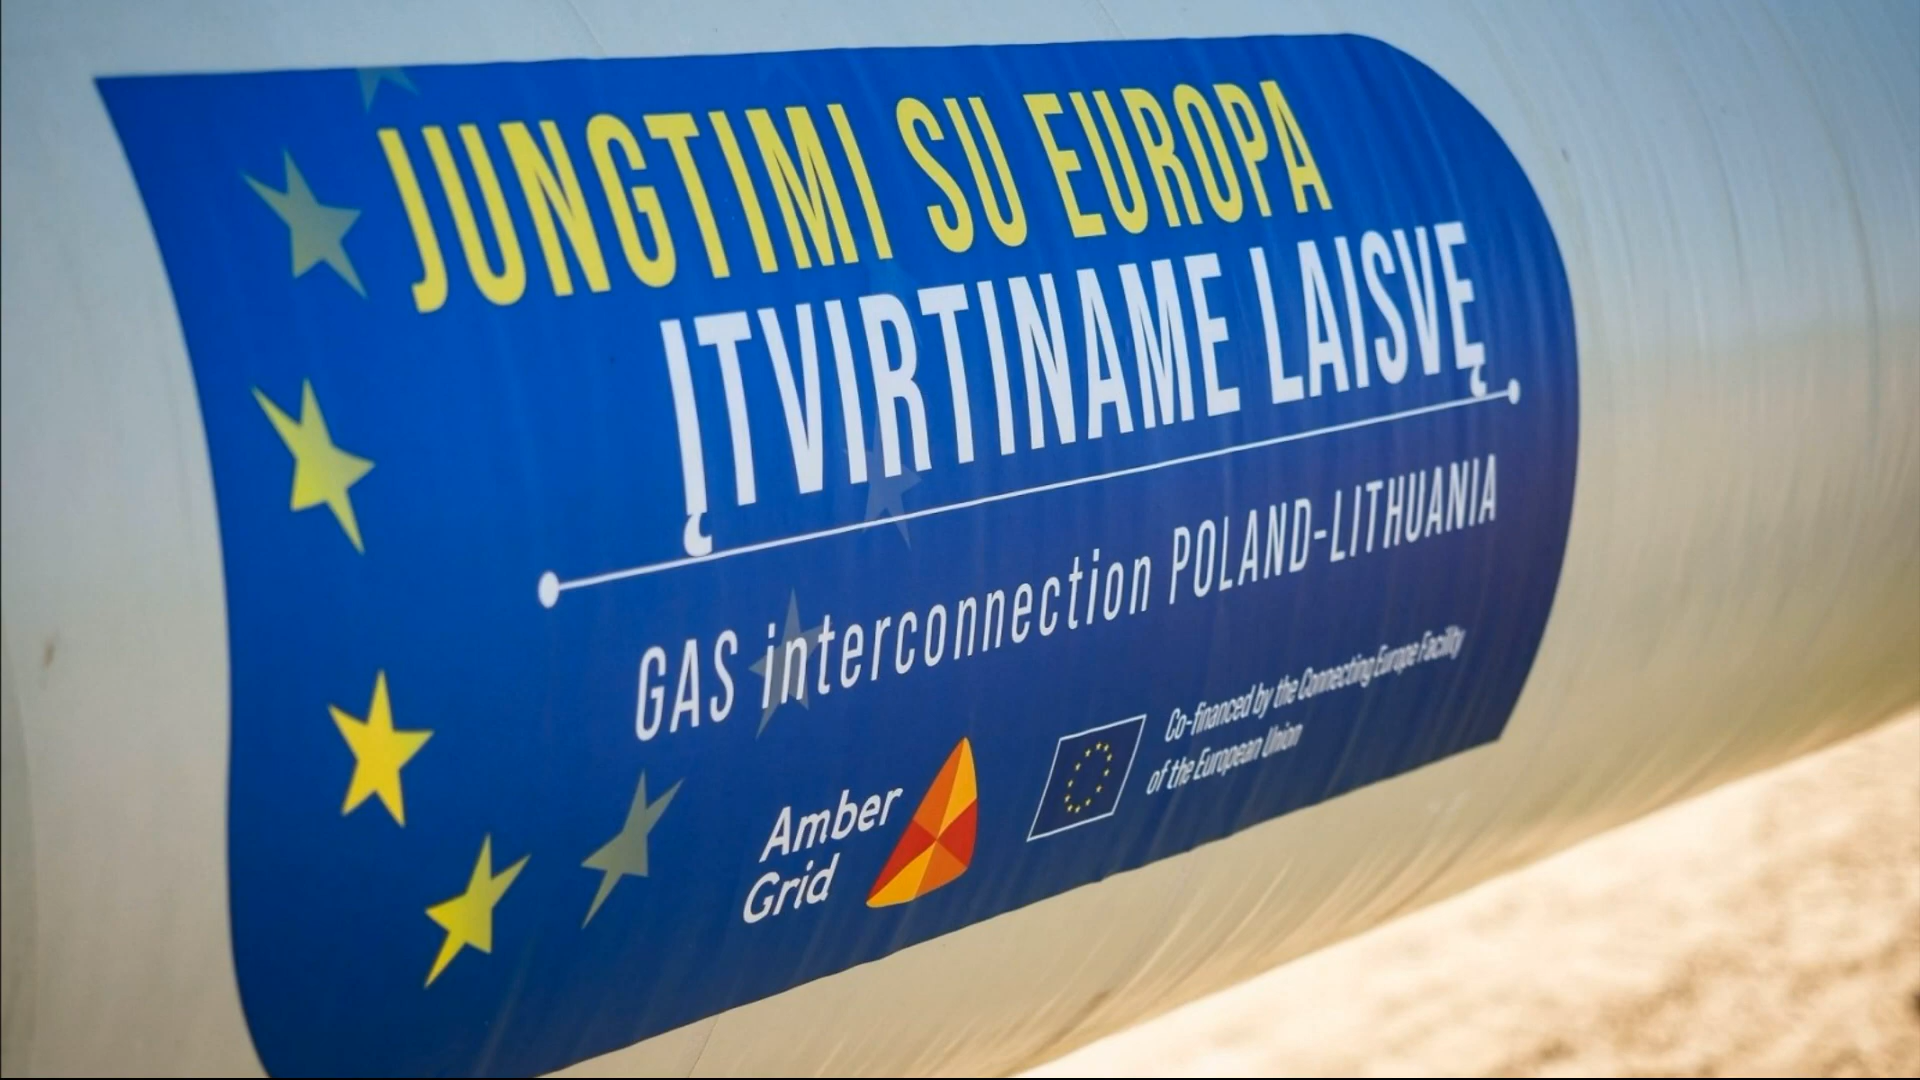 JUNGTIMI SU EUROPA
ĮTVIRTINAME LAISVĘ
GAS interconnection POLAND-LITHUANIA
Amber
Grid
Co-financed by the Connecting Europe Facility
of the European Union